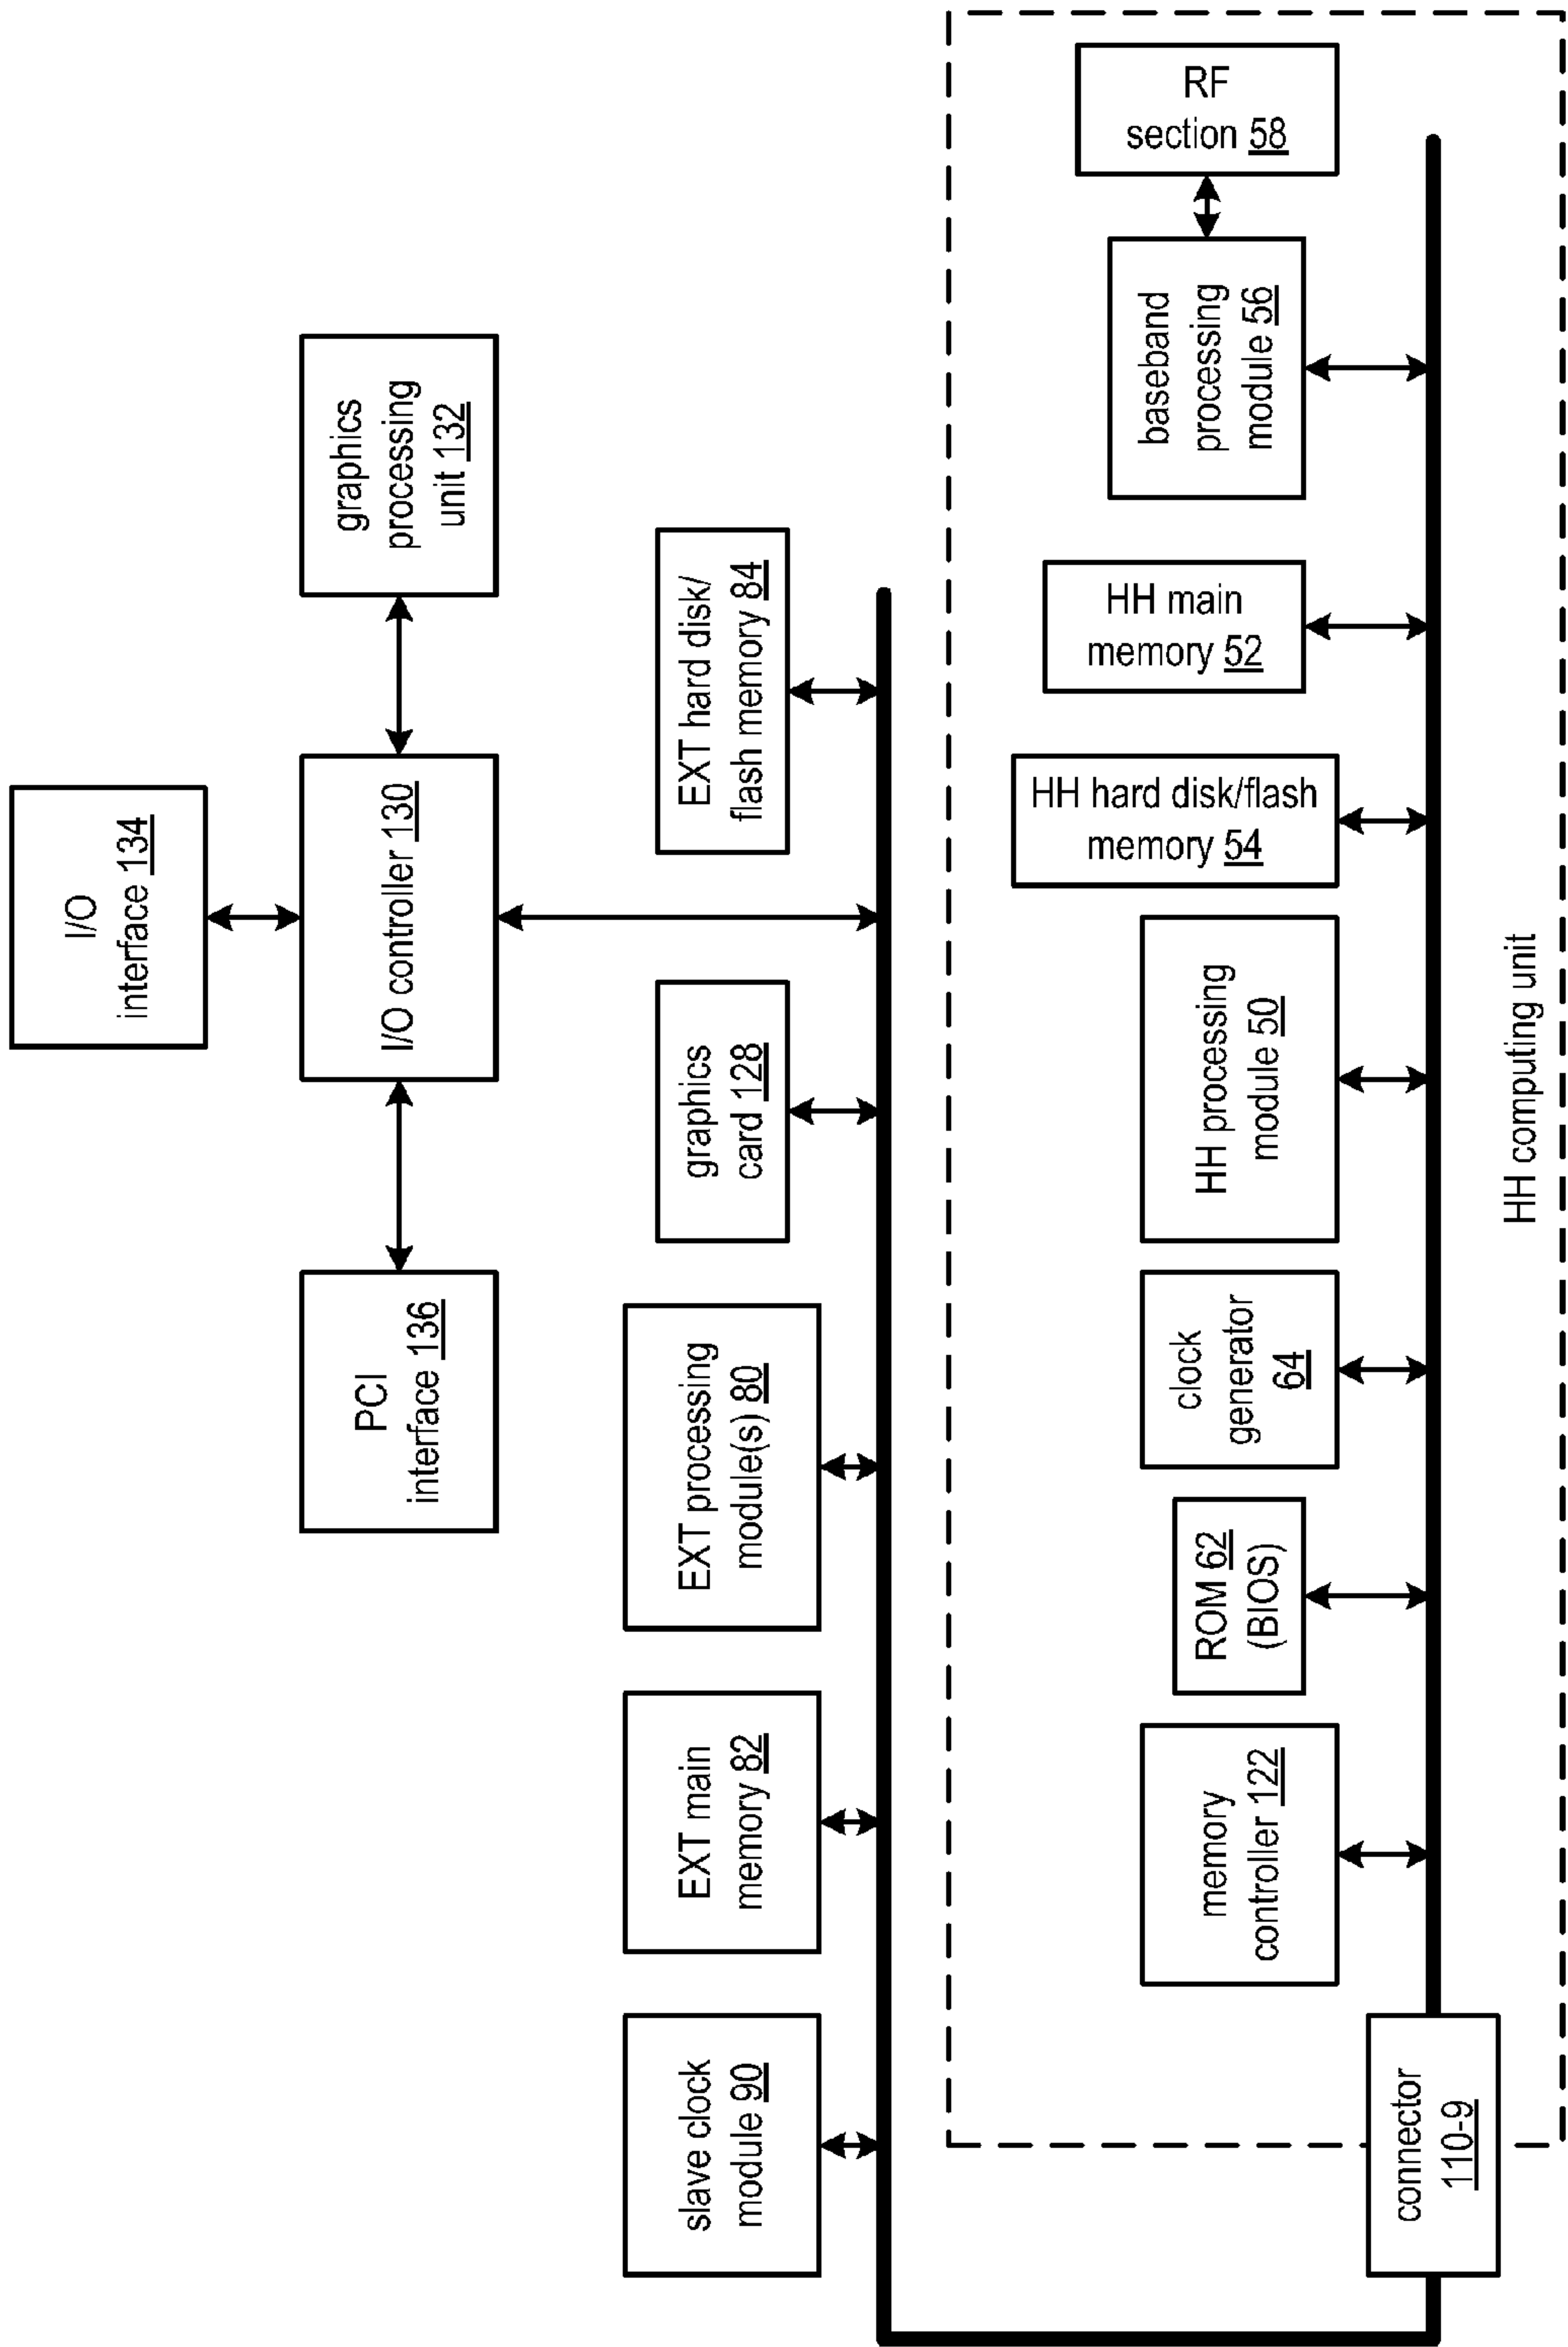 I/O
interface 134
PCI
interface 136
I/O controller 130
graphics
processing
unit 132
slave clock
module 90
EXT main
memory 82
EXT processing
module(s) 80
graphics
card 128
EXT hard disk/
flash memory 84
connector
110-9
memory
controller 122
ROM 62
(BIOS)
clock
generator
64
HH processing
module 50
HH hard disk/flash
memory 54
HH main
memory 52
baseband
processing
module 56
RF
section 58
HH computing unit